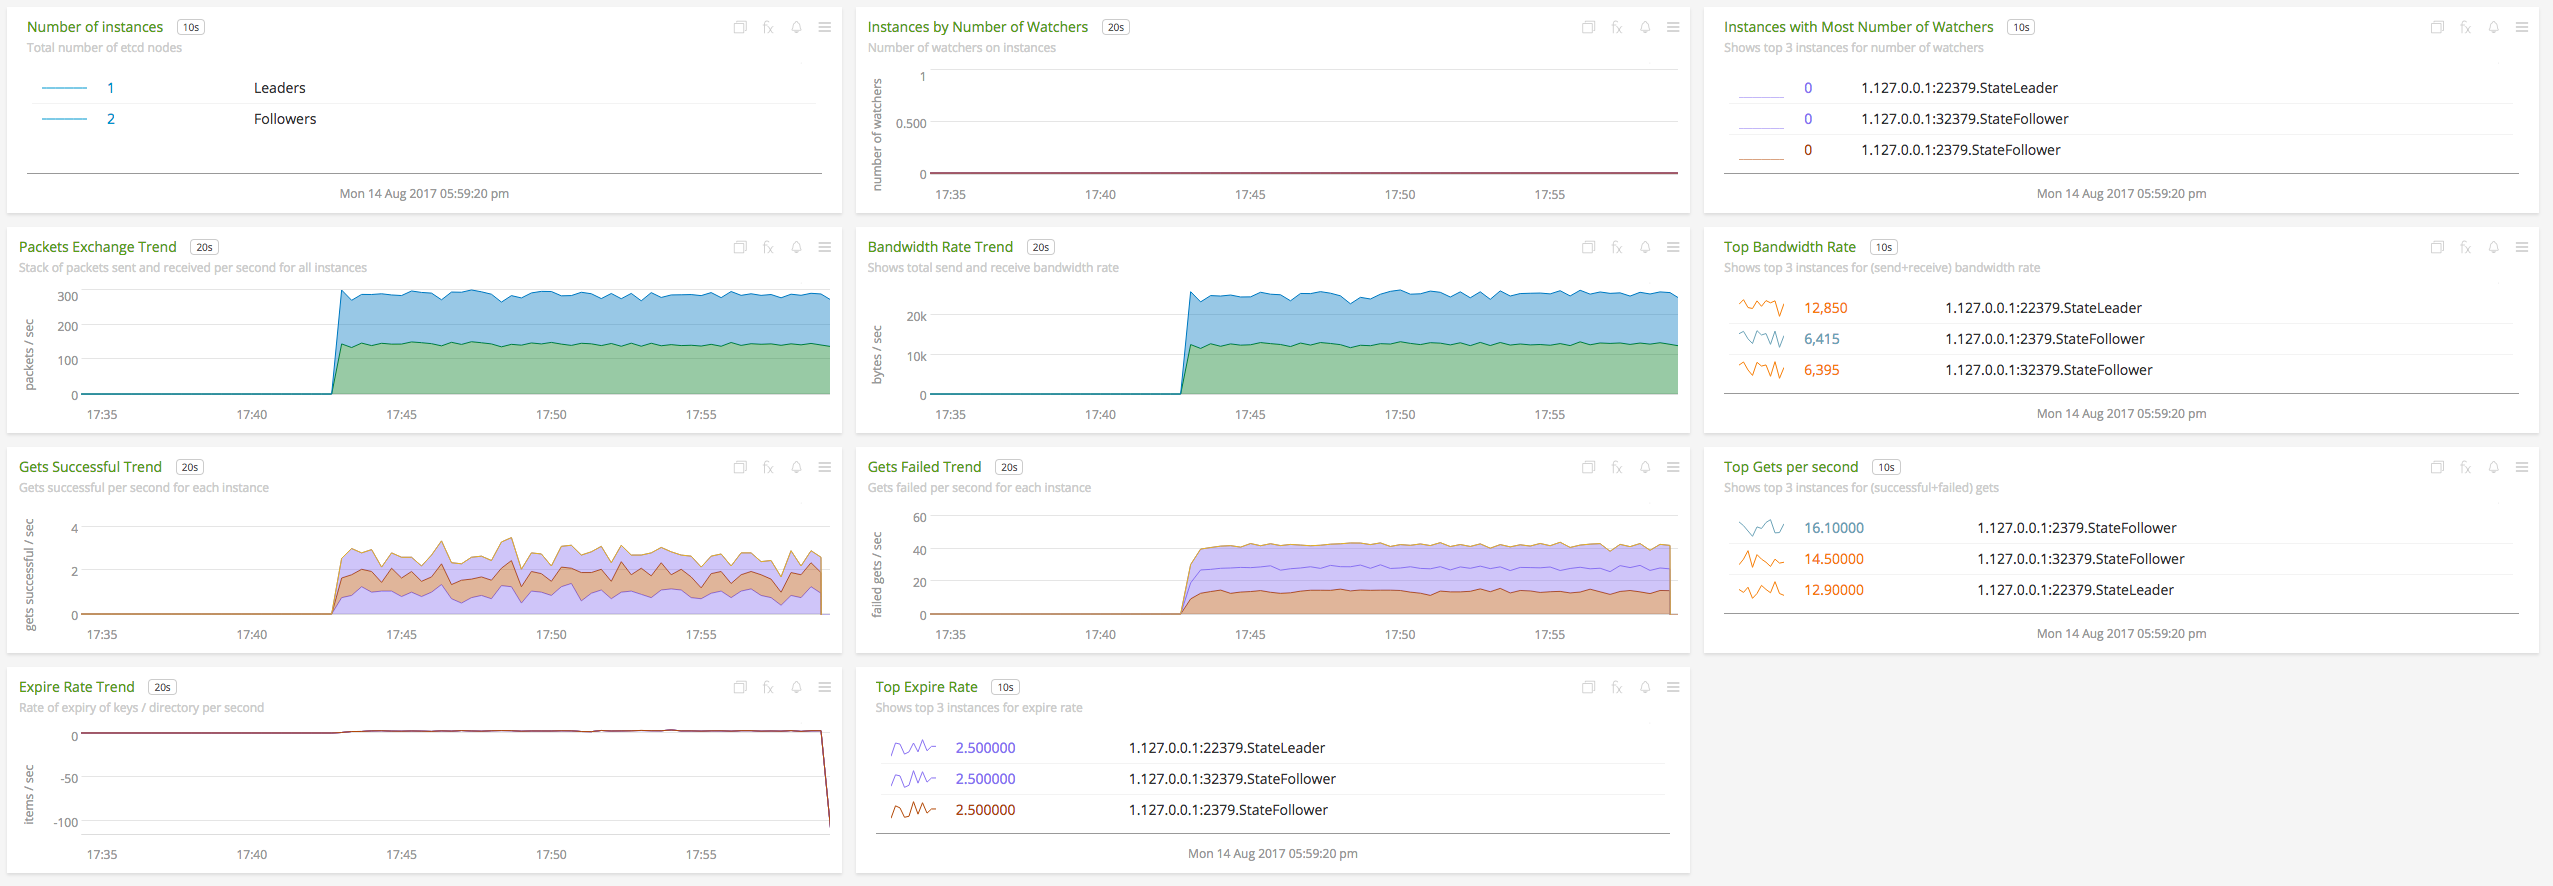 Number of instances 10s
Total number of etcd nodes
1 Leaders
2 Followers
Mon 14 Aug 2017 05:59:20 pm
Instances by Number of Watchers 20s
Number of watchers on instances
number of watchers
1
0.500
0
17:35 17:40 17:45 17:50 17:55
Instances with Most Number of Watchers 10s
Shows top 3 instances for number of watchers
0 1.127.0.0.1:22379.StateLeader
0 1.127.0.0.1:32379.StateFollower
0 1.127.0.0.1:2379.StateFollower
Mon 14 Aug 2017 05:59:20 pm
Packets Exchange Trend 20s
Stack of packets sent and received per second for all instances
packets / sec
300
200
100
0
17:35 17:40 17:45 17:50 17:55
Bandwidth Rate Trend 20s
Shows total send and receive bandwidth rate
bytes / sec
20k
10k
0
17:35 17:40 17:45 17:50 17:55
Top Bandwidth Rate 10s
Shows top 3 instances for (send+receive) bandwidth rate
12,850 1.127.0.0.1:22379.StateLeader
6,415 1.127.0.0.1:2379.StateFollower
6,395 1.127.0.0.1:32379.StateFollower
Mon 14 Aug 2017 05:59:20 pm
Gets Successful Trend 20s
Gets successful per second for each instance
gets successful / sec
4
2
0
17:35 17:40 17:45 17:50 17:55
Gets Failed Trend 20s
Gets failed per second for each instance
failed gets / sec
60
40
20
0
17:35 17:40 17:45 17:50 17:55
Top Gets per second 10s
Shows top 3 instances for (successful+failed) gets
16.10000 1.127.0.0.1:2379.StateFollower
14.50000 1.127.0.0.1:32379.StateFollower
12.90000 1.127.0.0.1:22379.StateLeader
Mon 14 Aug 2017 05:59:20 pm
Expire Rate Trend 20s
Rate of expiry of keys / directory per second
items / sec
0
-50
-100
17:35 17:40 17:45 17:50 17:55
Top Expire Rate 10s
Shows top 3 instances for expire rate
2.500000 1.127.0.0.1:22379.StateLeader
2.500000 1.127.0.0.1:32379.StateFollower
2.500000 1.127.0.0.1:2379.StateFollower
Mon 14 Aug 2017 05:59:20 pm